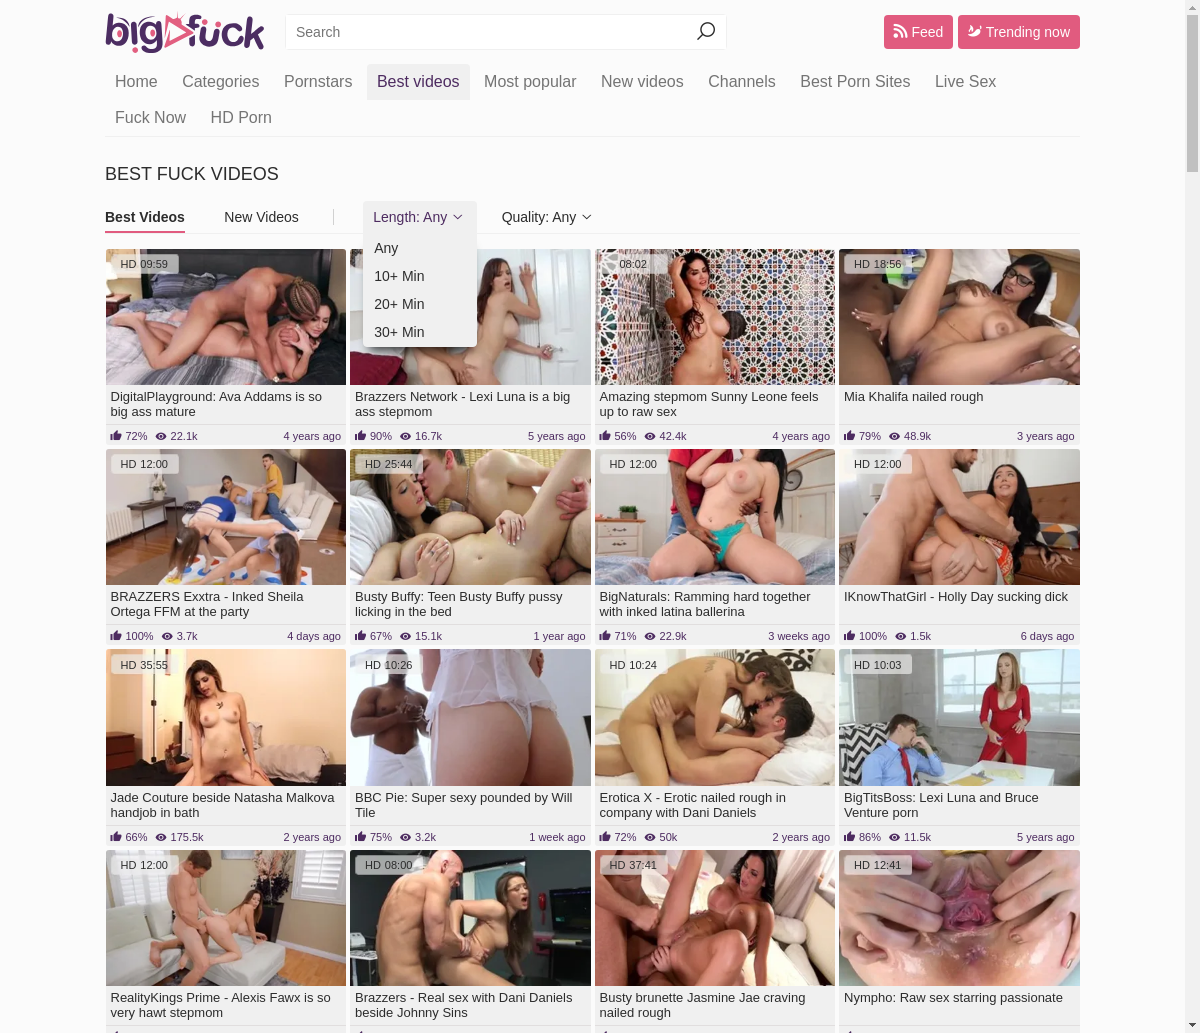 bigfuck
Search
Feed
Trending now
Home Categories Pornstars Best videos Most popular New videos Channels Best Porn Sites Live Sex
Fuck Now HD Porn
BEST FUCK VIDEOS
Best Videos New Videos Length: Any Quality: Any
Any
10+ Min
20+ Min
30+ Min
HD 09:59
08:02
HD 18:56
DigitalPlayground: Ava Addams is so
big ass mature
72% 22.1k 4 years ago
Brazzers Network - Lexi Luna is a big
ass stepmom
90% 16.7k 5 years ago
Amazing stepmom Sunny Leone feels
up to raw sex
56% 42.4k 4 years ago
Mia Khalifa nailed rough
79% 48.9k 3 years ago
HD 12:00
HD 25:44
HD 12:00
HD 12:00
BRAZZERS Exxtra - Inked Sheila
Ortega FFM at the party
100% 3.7k 4 days ago
Busty Buffy: Teen Busty Buffy pussy
licking in the bed
67% 15.1k 1 year ago
BigNaturals: Ramming hard together
with inked latina ballerina
71% 22.9k 3 weeks ago
IKnowThatGirl - Holly Day sucking dick
100% 1.5k 6 days ago
HD 35:55
HD 10:26
HD 10:24
HD 10:03
Jade Couture beside Natasha Malkova
handjob in bath
66% 175.5k 2 years ago
BBC Pie: Super sexy pounded by Will
Tile
75% 3.2k 1 week ago
Erotica X - Erotic nailed rough in
company with Dani Daniels
72% 50k 2 years ago
BigTitsBoss: Lexi Luna and Bruce
Venture porn
86% 11.5k 5 years ago
HD 12:00
HD 08:00
HD 37:41
HD 12:41
RealityKings Prime - Alexis Fawx is so
very hawt stepmom
Brazzers - Real sex with Dani Daniels
beside Johnny Sins
Busty brunette Jasmine Jae craving
nailed rough
Nympho: Raw sex starring passionate